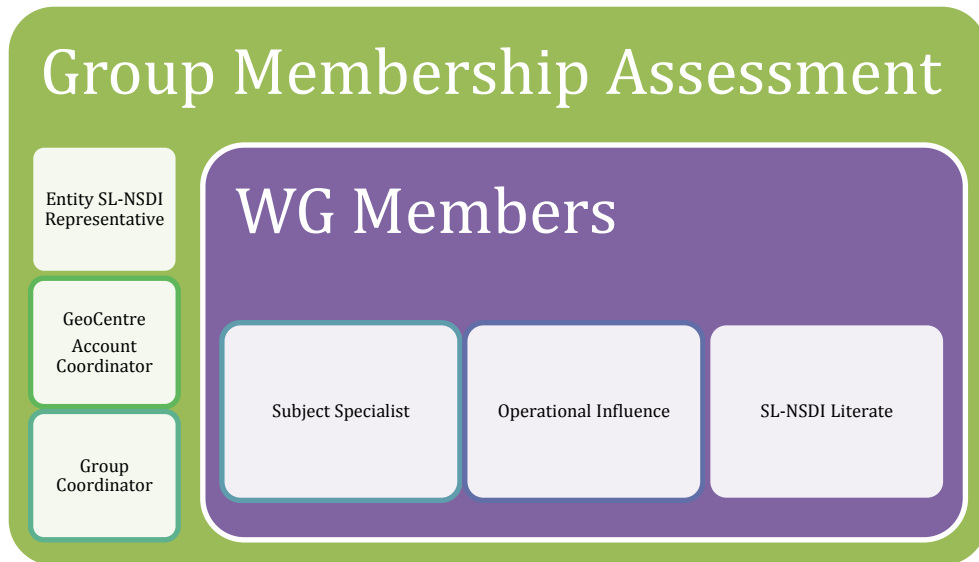 Group Membership Assessment
Entity SL-NSDI
Representative
GeoCentre
Account
Coordinator
Group
Coordinator
WG Members
Subject Specialist
Operational Influence
SL-NSDI Literate